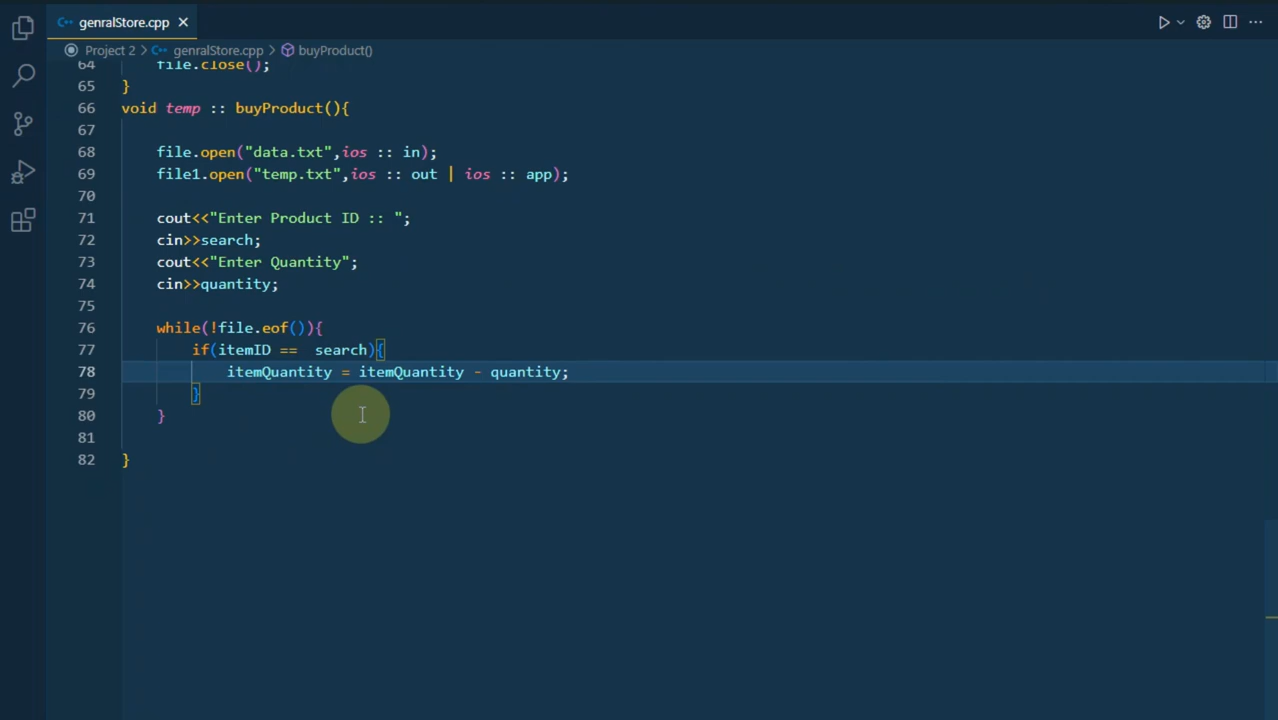 genralStore.cpp
Project 2 > genralStore.cpp > buyProduct()
64 file.close();
65 }
66 void temp :: buyProduct(){
67
68 file.open("data.txt",ios :: in);
69 file1.open("temp.txt",ios :: out | ios :: app);
70
71 cout<<"Enter Product ID :: ";
72 cin>>search;
73 cout<<"Enter Quantity";
74 cin>>quantity;
75
76 while(!file.eof()){
77 if(itemID ==  search){
78 itemQuantity = itemQuantity - quantity;
79 }
80 }
81
82 }